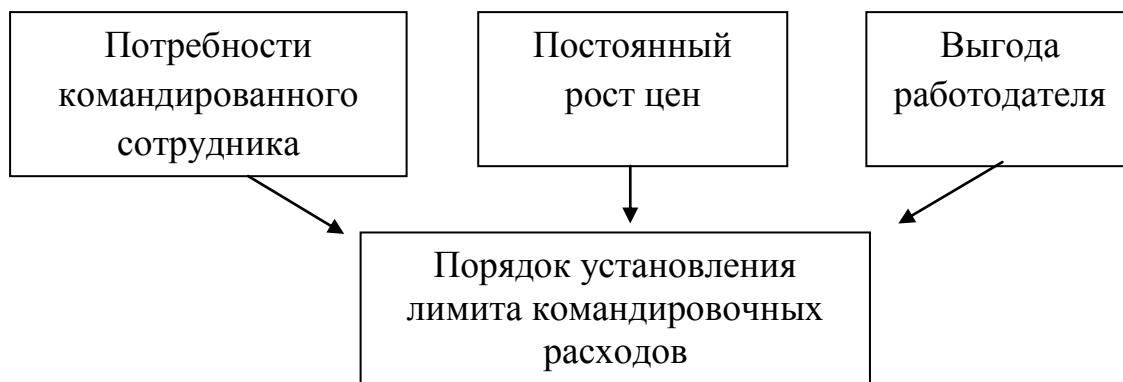 Потребности
командированного
сотрудника
Постоянный
рост цен
Выгода
работодателя
Порядок установления
лимита командировочных
расходов